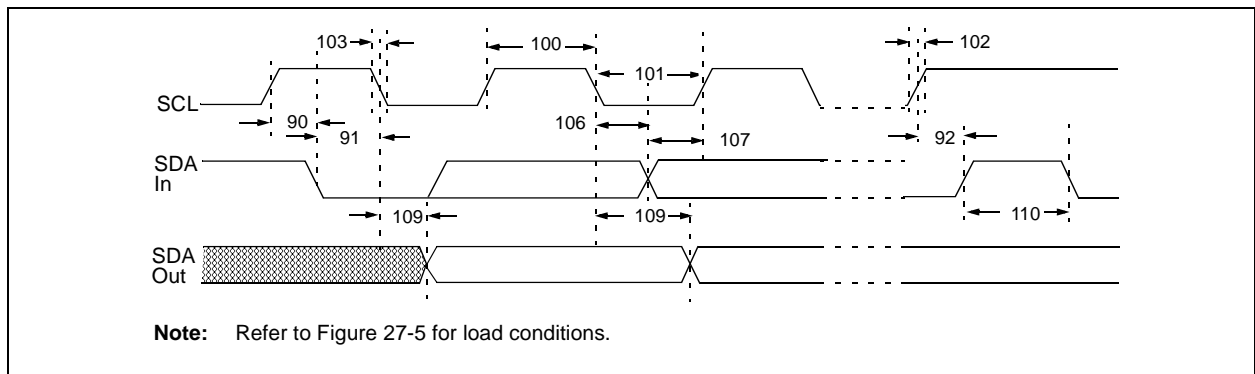 103
100
102
101
SCL
90
91
106
107
92
SDA
In
109
109
110
SDA
Out
Note: Refer to Figure 27-5 for load conditions.